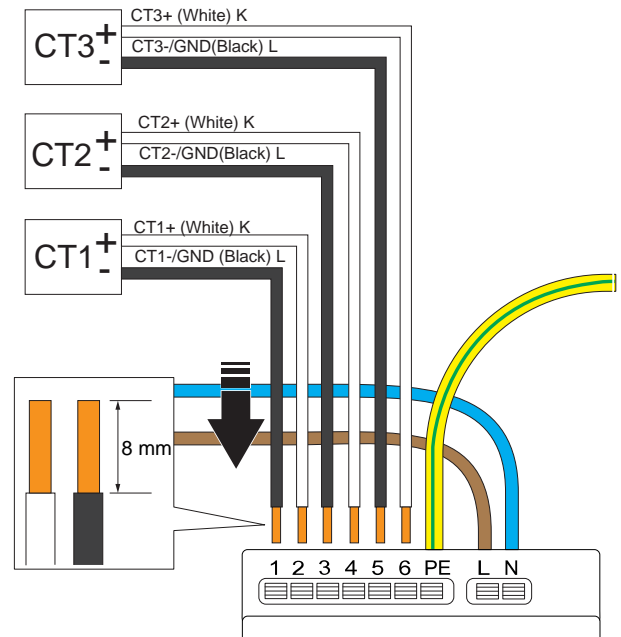 CT3+ (White) K
CT3 + -
CT3-/GND(Black) L
CT2+ (White) K
CT2 + -
CT2-/GND(Black) L
CT1+ (White) K
CT1 + -
CT1-/GND (Black) L
8 mm
1 2 3 4 5 6 PE L N